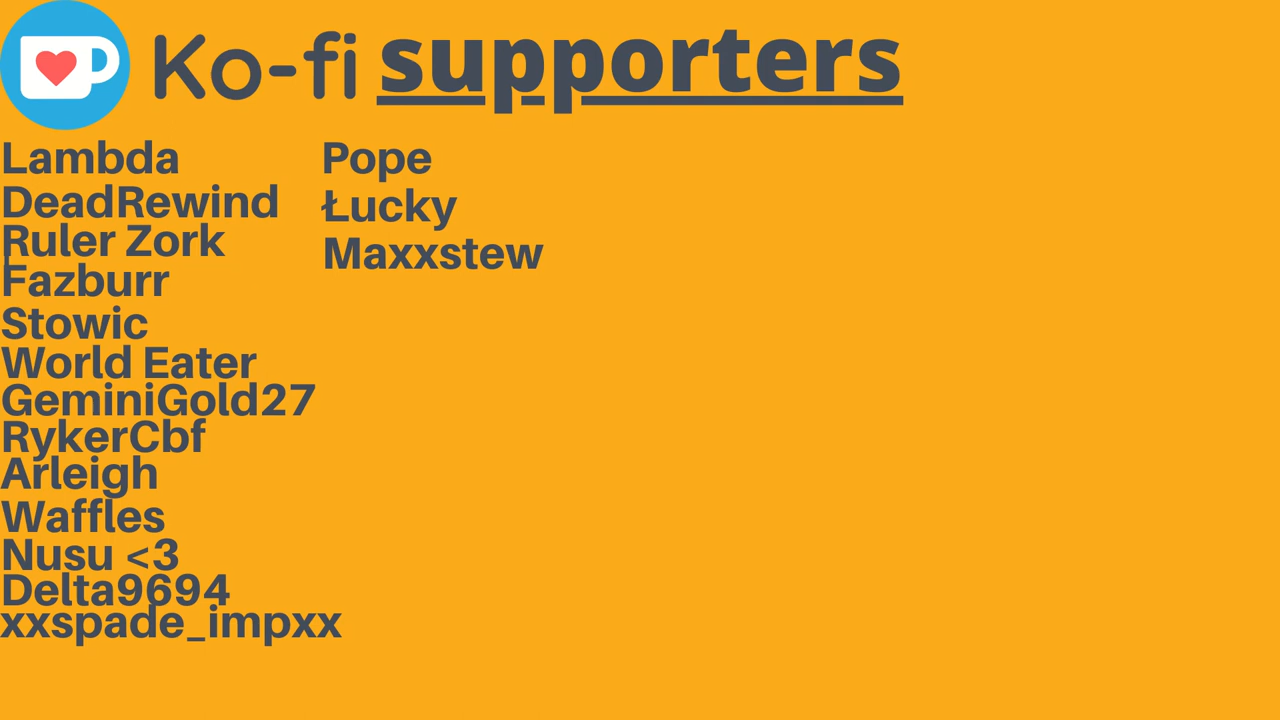 Ko-fi supporters
Lambda
DeadRewind
Ruler Zork
Fazburr
Stowic
World Eater
GeminiGold27
RykerCbf
Arleigh
Waffles
Nusu <3
Delta9694
xxspade_impxx
Pope
Łucky
Maxxstew